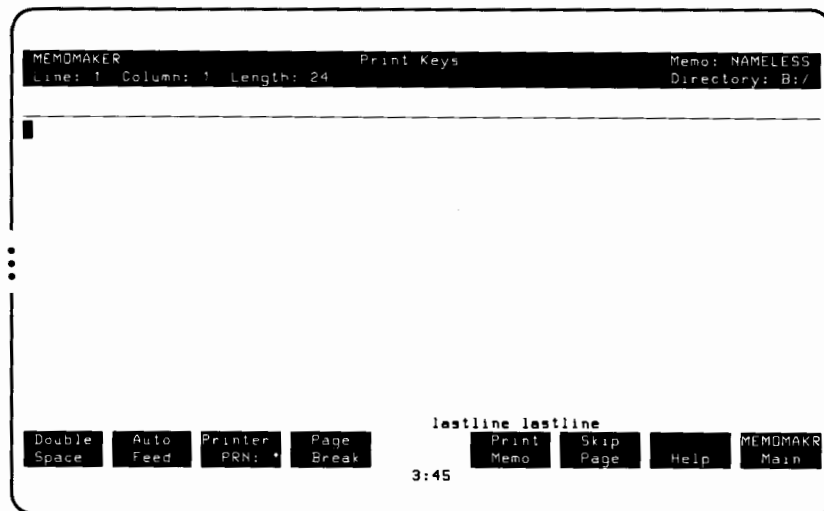 MEMOMAKER Print Keys Memo: NAMELESS
Line: 1 Column: 1 Length: 24 Directory: B:/
lastline lastline
Double Auto Printer Page Print Skip MEMOMAKR
Space Feed PRN: * Break Memo Page Help Main
3:45